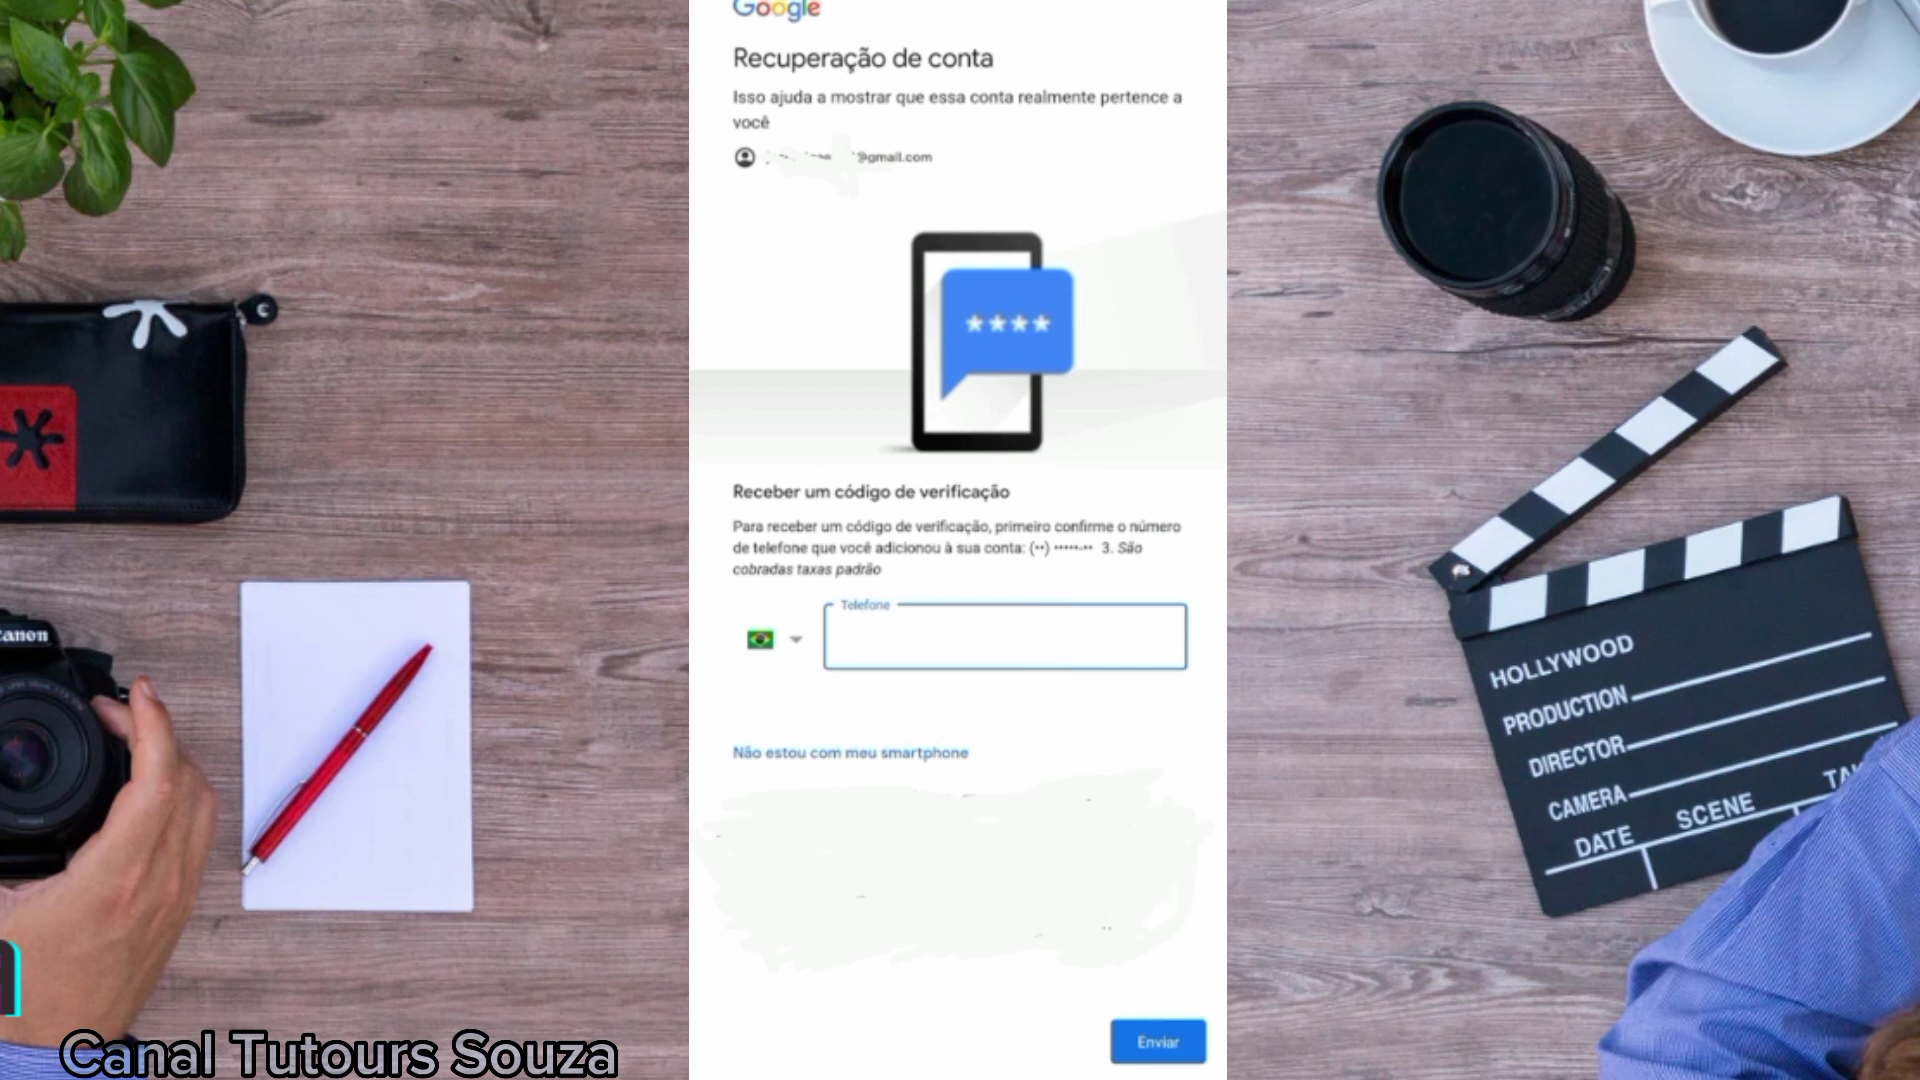 Google
Recuperação de conta
Isso ajuda a mostrar que essa conta realmente pertence a
você
@gmail.com
****
Receber um código de verificação
Para receber um código de verificação, primeiro confirme o número
de telefone que você adicionou à sua conta: (••) •••••-•• 3. São
cobradas taxas padrão
Telefone
Não estou com meu smartphone
Enviar
Canon
HOLLYWOOD
PRODUCTION
DIRECTOR
CAMERA
DATE SCENE
Canal Tutours Souza